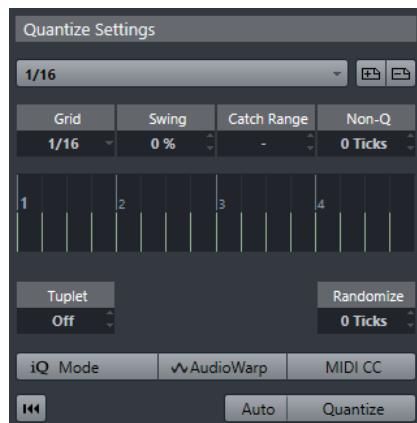 Quantize Settings
1/16
Grid Swing Catch Range Non-Q
1/16 0 % - 0 Ticks
1 2 3 4
Tuplet Randomize
Off 0 Ticks
iQ Mode AudioWarp MIDI CC
Auto Quantize